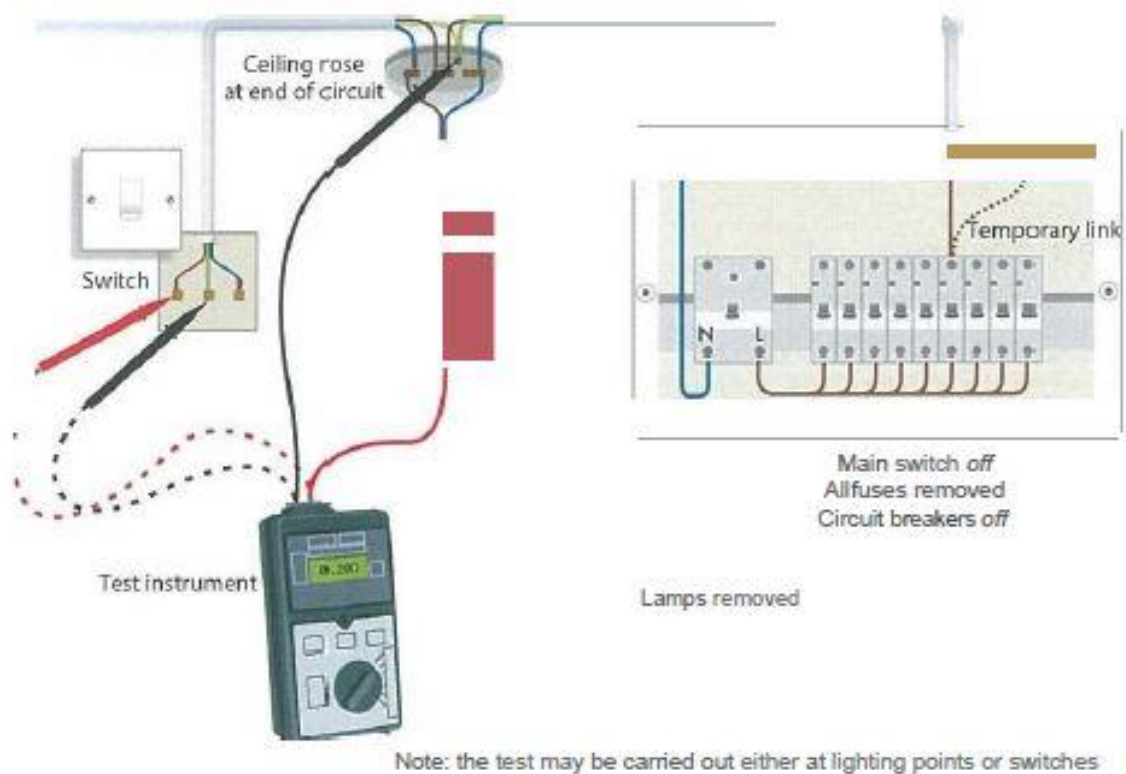 Ceiling rose
at end of circuit
Temporary link
Switch
N L
Main switch off
Allfuses removed
Circuit breakers off
Test instrument
Lamps removed
Note: the test may be carried out either at lighting points or switches